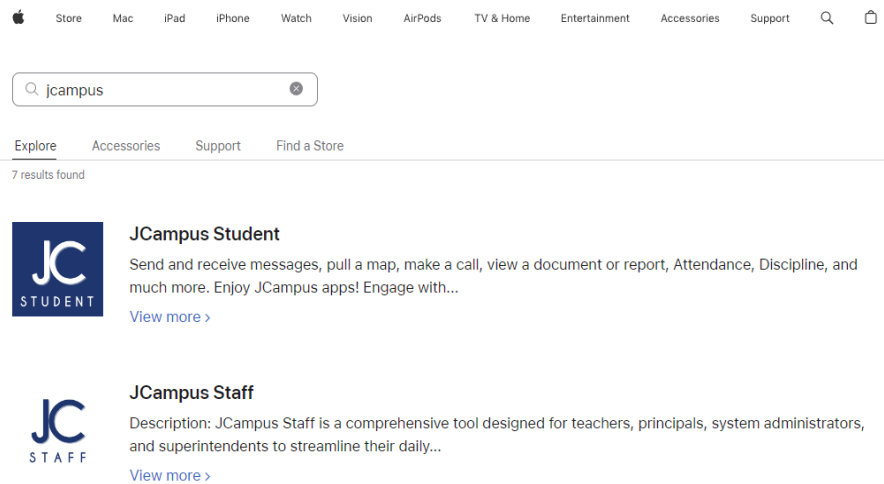 Store Mac iPad iPhone Watch Vision AirPods TV & Home Entertainment Accessories Support
jcampus
Explore Accessories Support Find a Store
7 results found
JC
STUDENT
JCampus Student
Send and receive messages, pull a map, make a call, view a document or report, Attendance, Discipline, and
much more. Enjoy JCampus apps! Engage with...
View more >
JC
STAFF
JCampus Staff
Description: JCampus Staff is a comprehensive tool designed for teachers, principals, system administrators,
and superintendents to streamline their daily...
View more >